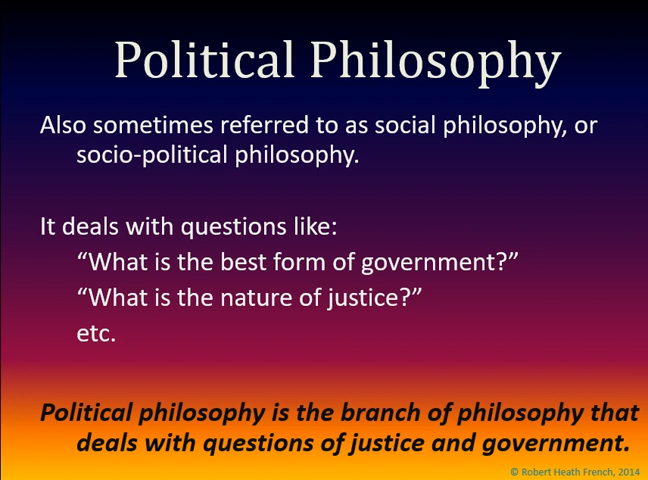 Political Philosophy
Also sometimes referred to as social philosophy, or
socio-political philosophy.
It deals with questions like:
“What is the best form of government?”
“What is the nature of justice?”
etc.
Political philosophy is the branch of philosophy that
deals with questions of justice and government.
© Robert Heath French, 2014